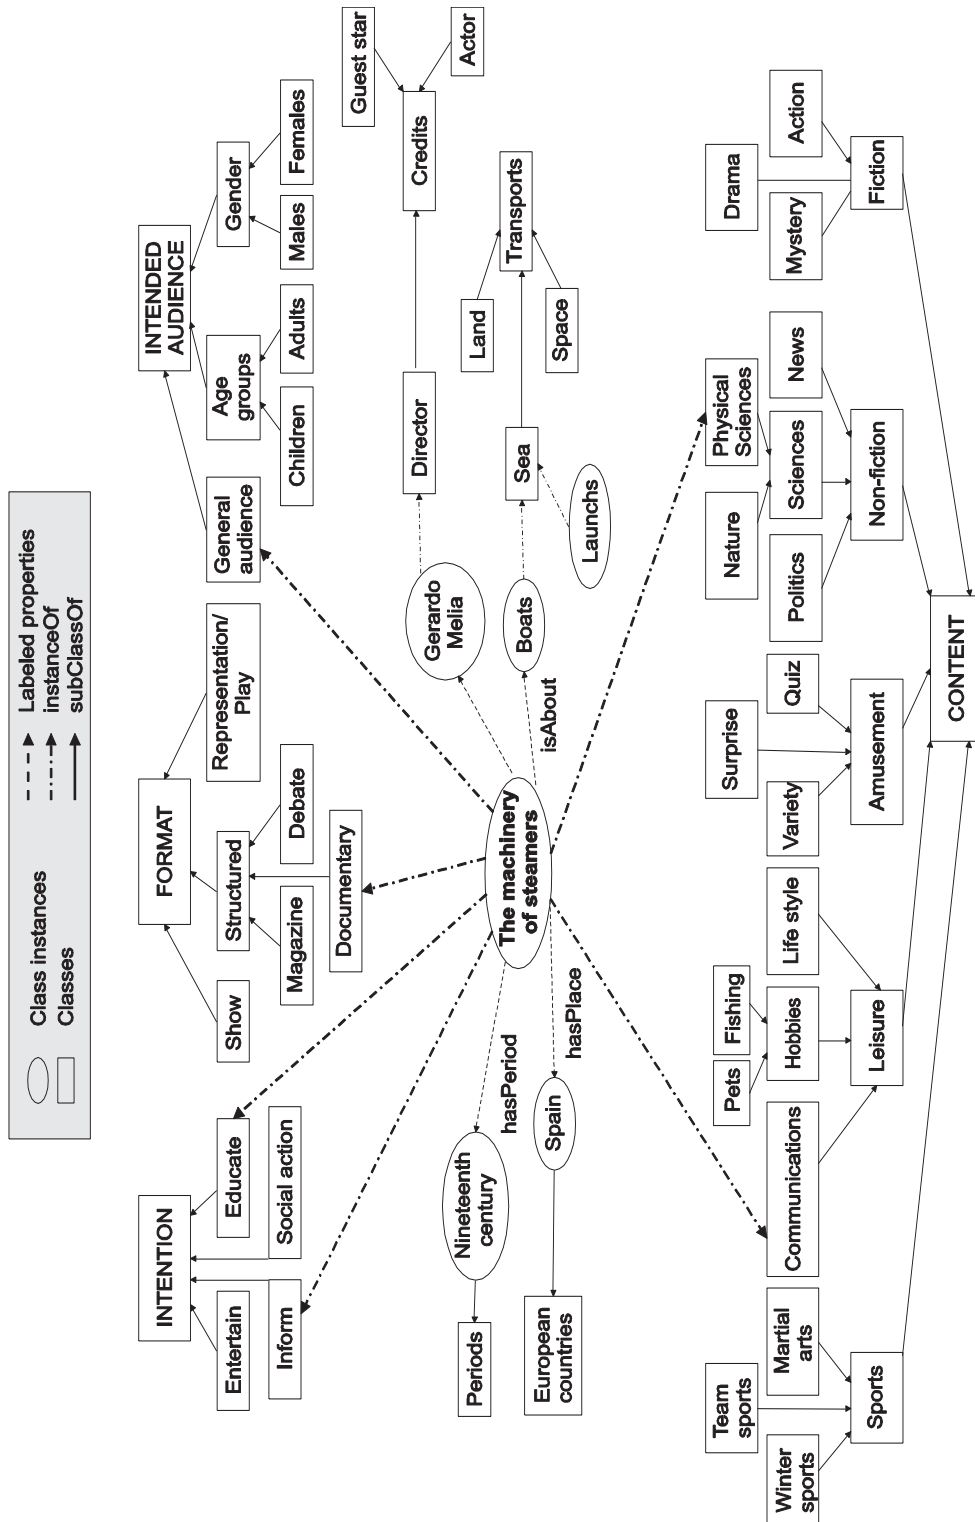 Class instances
Classes
Labeled properties
instanceOf
subClassOf
INTENTION
FORMAT
INTENDED
AUDIENCE
Entertain
Educate
Show
Structured
Representation/
Play
General
audience
Age
groups
Gender
Inform
Social action
Magazine
Debate
Children
Adults
Males
Females
Documentary
Guest star
Periods
Nineteenth
century
hasPeriod
Gerardo
Melia
Director
Credits
Actor
The machinery
of steamers
European
countries
Spain
hasPlace
isAbout
Boats
Launchs
Sea
Land
Space
Transports
Team
sports
Pets
Fishing
Surprise
Nature
Physical
Sciences
Drama
Winter
sports
Martial
arts
Communications
Hobbies
Life style
Variety
Quiz
Politics
Sciences
News
Mystery
Action
Sports
Leisure
Amusement
Non-fiction
Fiction
CONTENT